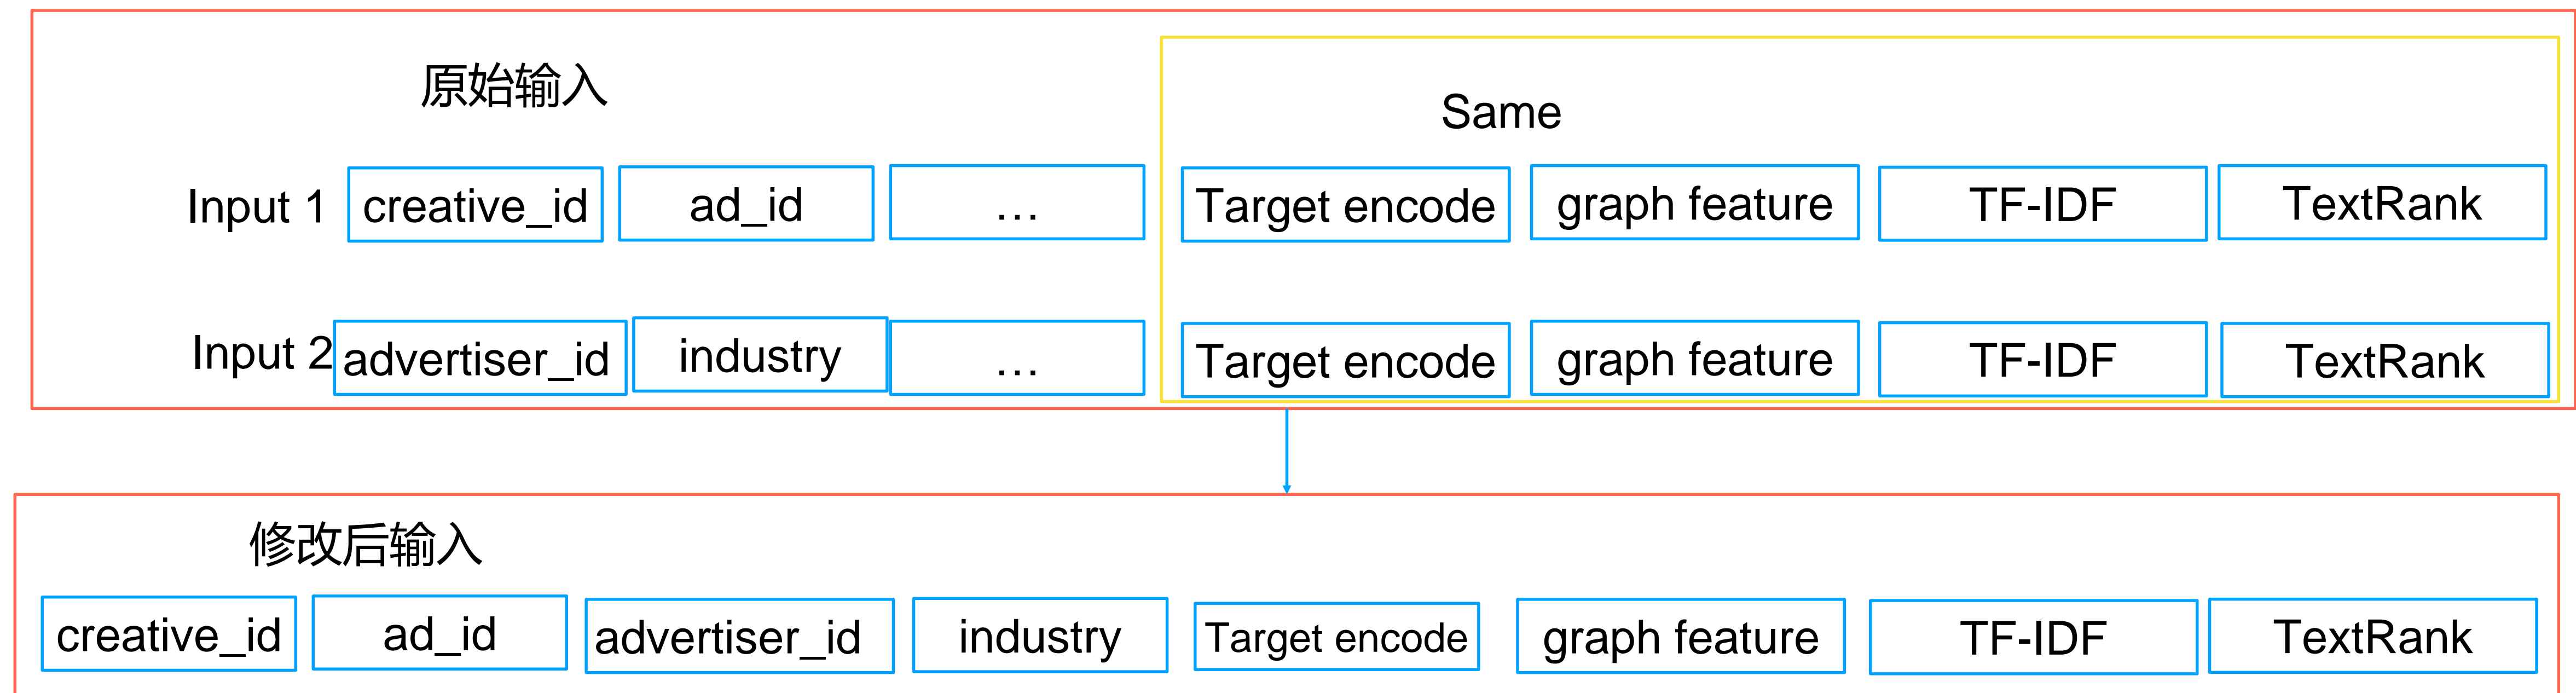 原始输入
Same
Input 1 creative_id ad_id … Target encode graph feature TF-IDF TextRank
Input 2 advertiser_id industry … Target encode graph feature TF-IDF TextRank
修改后输入
creative_id ad_id advertiser_id industry Target encode graph feature TF-IDF TextRank